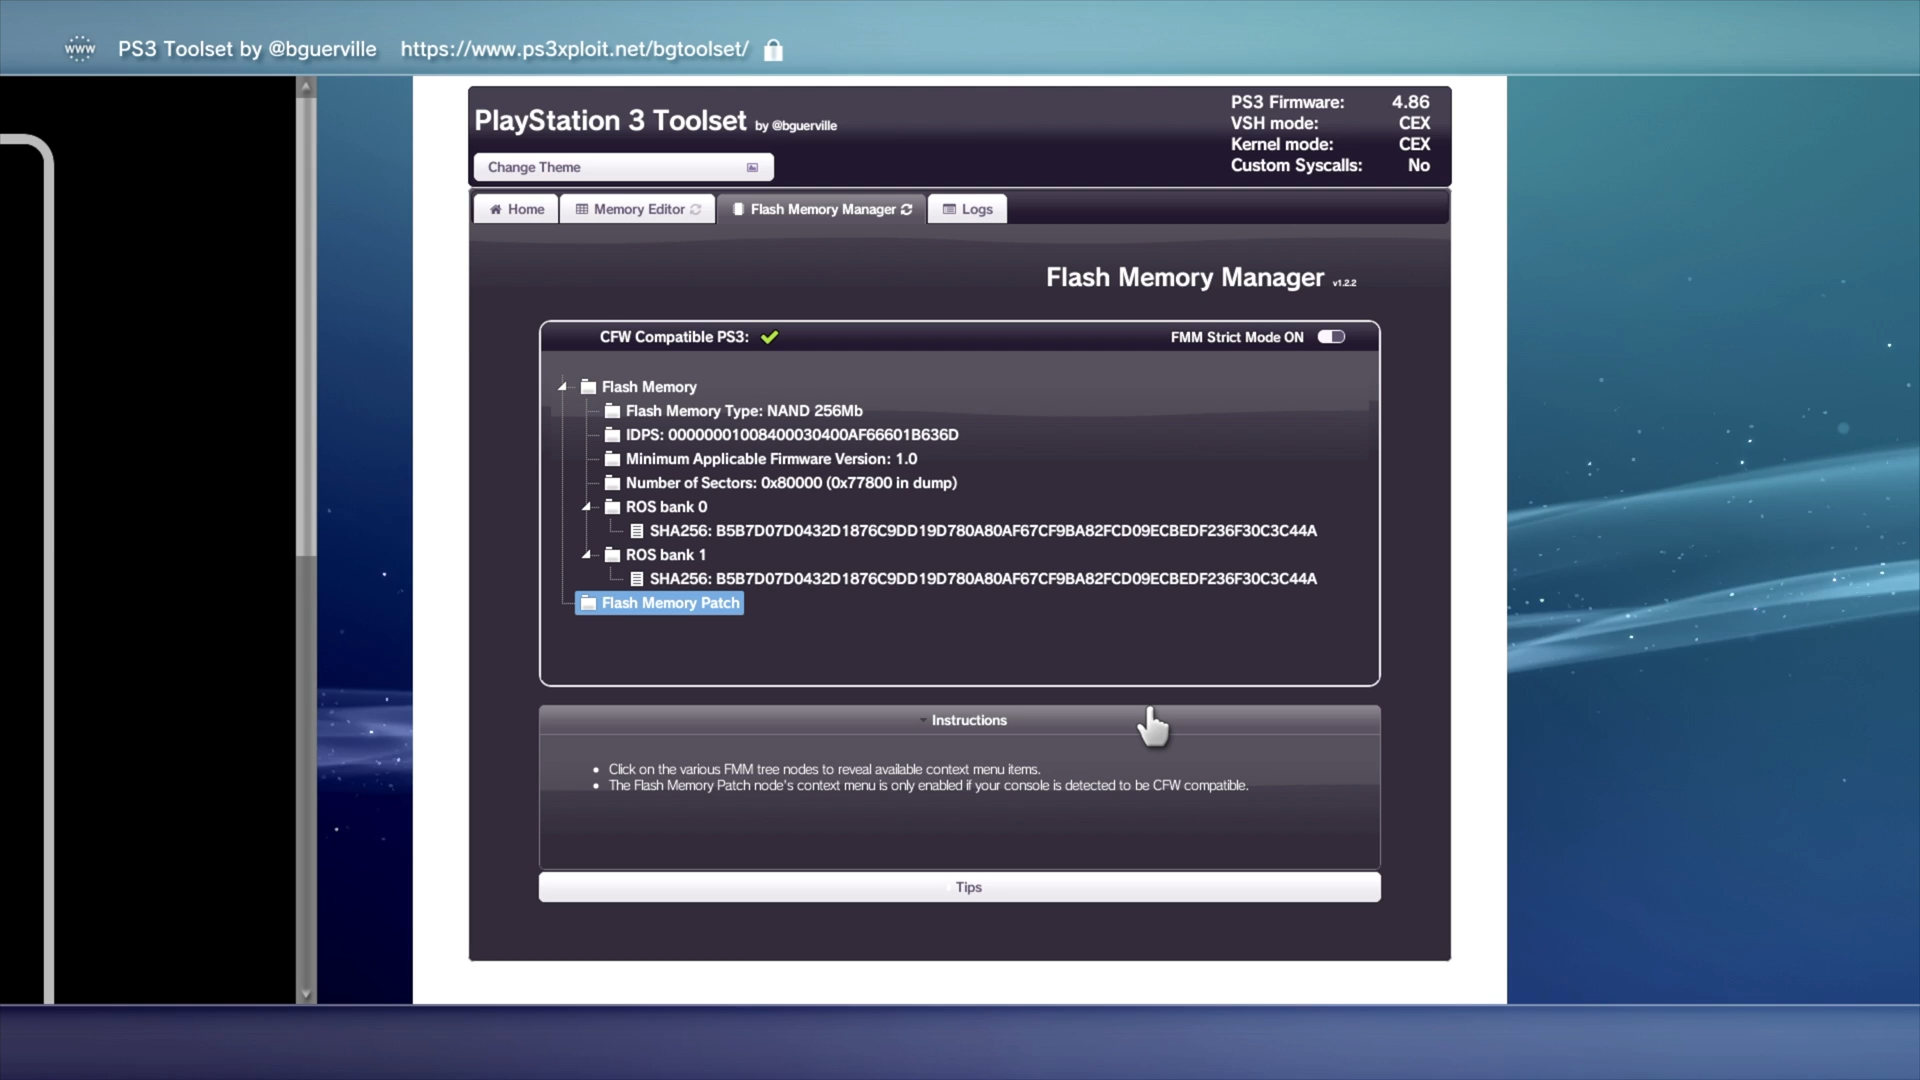 www PS3 Toolset by @bguerville https://www.ps3xploit.net/bgtoolset/
PlayStation 3 Toolset by @bguerville
PS3 Firmware: 4.86
VSH mode: CEX
Kernel mode: CEX
Custom Syscalls: No
Change Theme
Home Memory Editor Flash Memory Manager Logs
Flash Memory Manager v1.2.2
CFW Compatible PS3: FMM Strict Mode ON
Flash Memory
Flash Memory Type: NAND 256Mb
IDPS: 00000001008400030400AF66601B636D
Minimum Applicable Firmware Version: 1.0
Number of Sectors: 0x80000 (0x77800 in dump)
ROS bank 0
SHA256: B5B7D07D0432D1876C9DD19D780A80AF67CF9BA82FCD09ECBEDF236F30C3C44A
ROS bank 1
SHA256: B5B7D07D0432D1876C9DD19D780A80AF67CF9BA82FCD09ECBEDF236F30C3C44A
Flash Memory Patch
Instructions
• Click on the various FMM tree nodes to reveal available context menu items.
• The Flash Memory Patch node's context menu is only enabled if your console is detected to be CFW compatible.
Tips